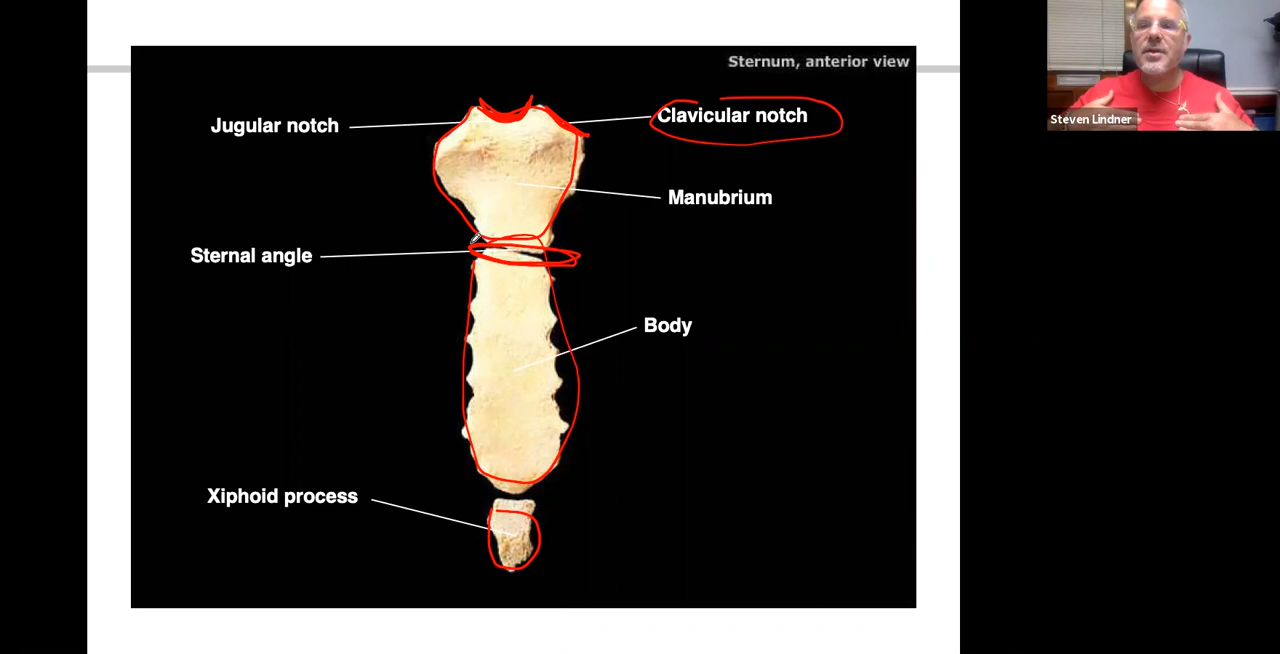 Sternum, anterior view
Jugular notch
Clavicular notch
Manubrium
Sternal angle
Body
Xiphoid process
Steven Lindner